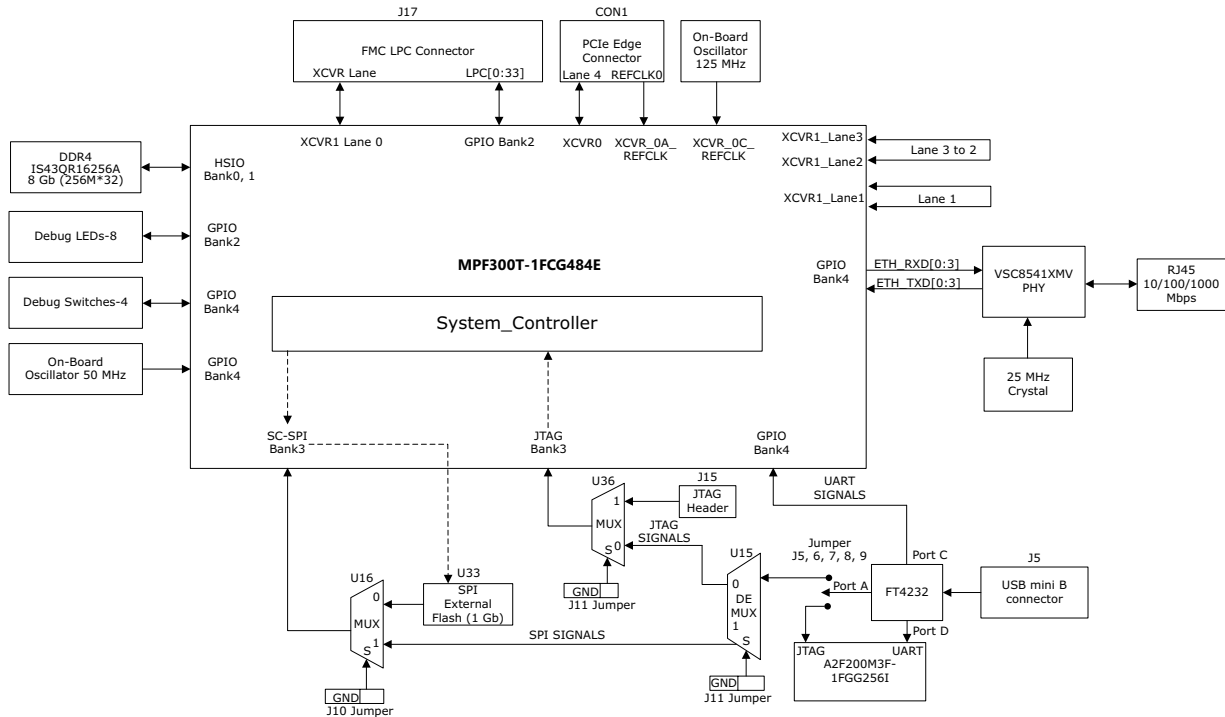 J17
CON1
FMC LPC Connector
XCVR Lane
LPC[0:33]
PCIe Edge
Connector
Lane 4
REFCLK0
On-Board
Oscillator
125 MHz
XCVR1 Lane 0
GPIO Bank2
XCVR0
XCVR_0A_
REFCLK
XCVR_0C_
REFCLK
XCVR1_Lane3
XCVR1_Lane2
Lane 3 to 2
XCVR1_Lane1
Lane 1
DDR4
IS43QR16256A
8 Gb (256M*32)
HSIO
Bank0, 1
Debug LEDs-8
GPIO
Bank2
Debug Switches-4
GPIO
Bank4
On-Board
Oscillator 50 MHz
GPIO
Bank4
MPF300T-1FCG484E
System_Controller
GPIO
Bank4
ETH_RXD[0:3]
ETH_TXD[0:3]
VSC8541XMV
PHY
RJ45
10/100/1000
Mbps
25 MHz
Crystal
SC-SPI
Bank3
JTAG
Bank3
GPIO
Bank4
U36
1
MUX
S
0
J15
JTAG
Header
UART
SIGNALS
JTAG
SIGNALS
GND
J11 Jumper
U15
0
DE
MUX
1
S
Jumper
J5, 6, 7, 8, 9
Port C
Port A
FT4232
Port D
J5
USB mini B
connector
JTAG
UART
A2F200M3F-
1FGG256I
U16
0
MUX
S
1
U33
SPI
External
Flash (1 Gb)
SPI SIGNALS
GND
J10 Jumper
GND
J11 Jumper